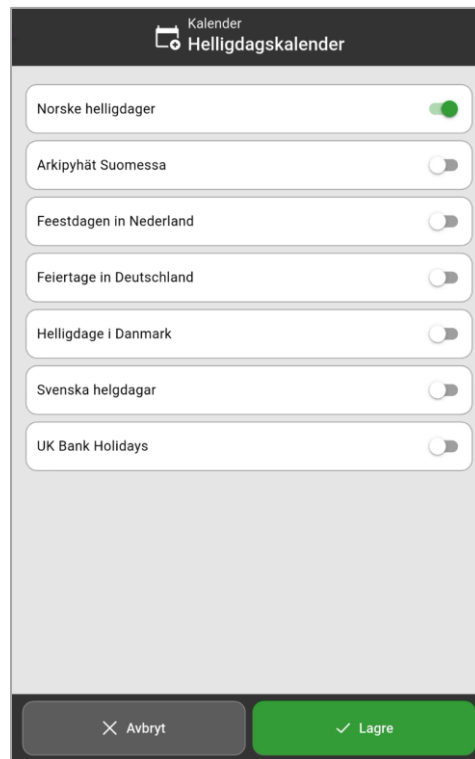 Kalender
Helligdagskalender
Norske helligdager
Arkipyhät Suomessa
Feestdagen in Nederland
Feiertage in Deutschland
Helligdage i Danmark
Svenska helgdagar
UK Bank Holidays
Avbryt
Lagre